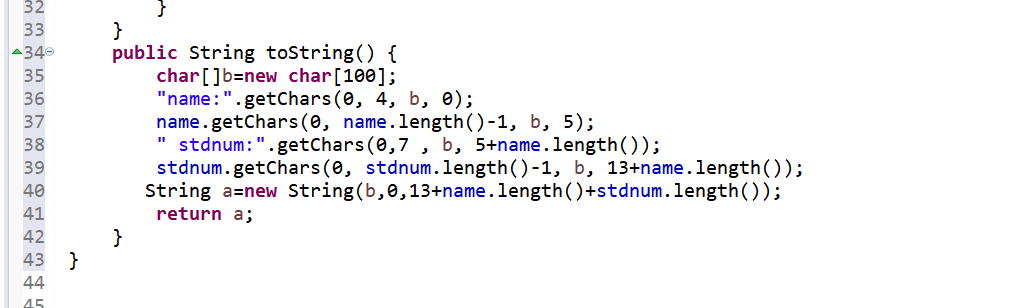 32            }
33        }
34        public String toString() {
35            char[]b=new char[100];
36            "name:".getChars(0, 4, b, 0);
37            name.getChars(0, name.length()-1, b, 5);
38            " stdnum:".getChars(0,7 , b, 5+name.length());
39            stdnum.getChars(0, stdnum.length()-1, b, 13+name.length());
40           String a=new String(b,0,13+name.length()+stdnum.length());
41            return a;
42        }
43    }
44
45